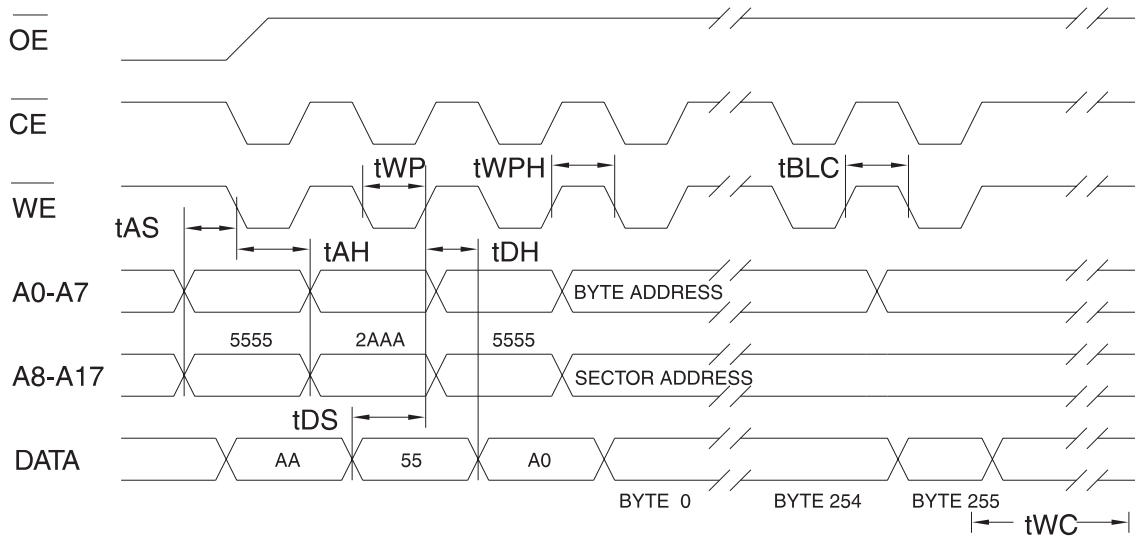 OE
CE
tWP tWPH tBLC
WE
tAS
tAH tDH
A0-A7 BYTE ADDRESS
5555 2AAA 5555
A8-A17 SECTOR ADDRESS
tDS
DATA AA 55 A0
BYTE 0 BYTE 254 BYTE 255
tWC